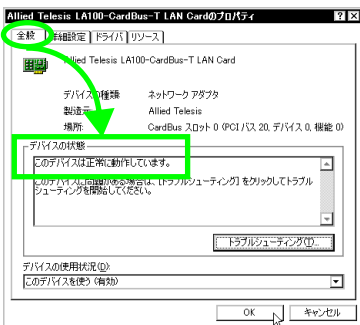 Allied Telesis LA100-CardBus-T LAN Cardのプロパティ
全般 詳細設定 ドライバ リソース
Allied Telesis LA100-CardBus-T LAN Card
デバイスの種類: ネットワーク アダプタ
製造元: Allied Telesis
場所: CardBus スロット 0 (PCI バス 20, デバイス 0, 機能 0)
デバイスの状態
このデバイスは正常に動作しています。
このデバイスに問題がある場合は、[トラブルシューティング] をクリックしてトラブル
シューティングを開始してください。
トラブルシューティング(T)...
デバイスの使用状況(D):
このデバイスを使う (有効)
OK キャンセル